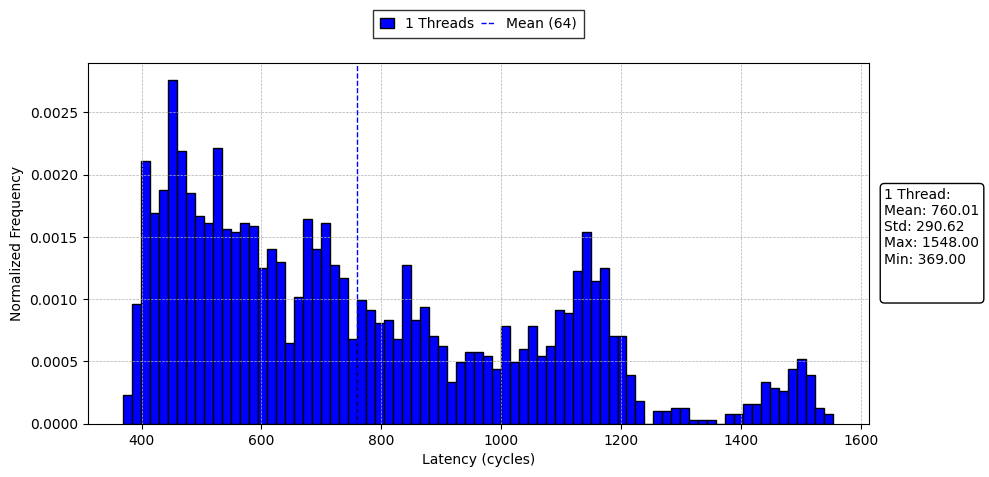 1 Threads Mean (64)
0.0025
0.0020
0.0015
0.0010
0.0005
0.0000
Normalized Frequency
400 600 800 1000 1200 1400 1600
Latency (cycles)
1 Thread:
Mean: 760.01
Std: 290.62
Max: 1548.00
Min: 369.00